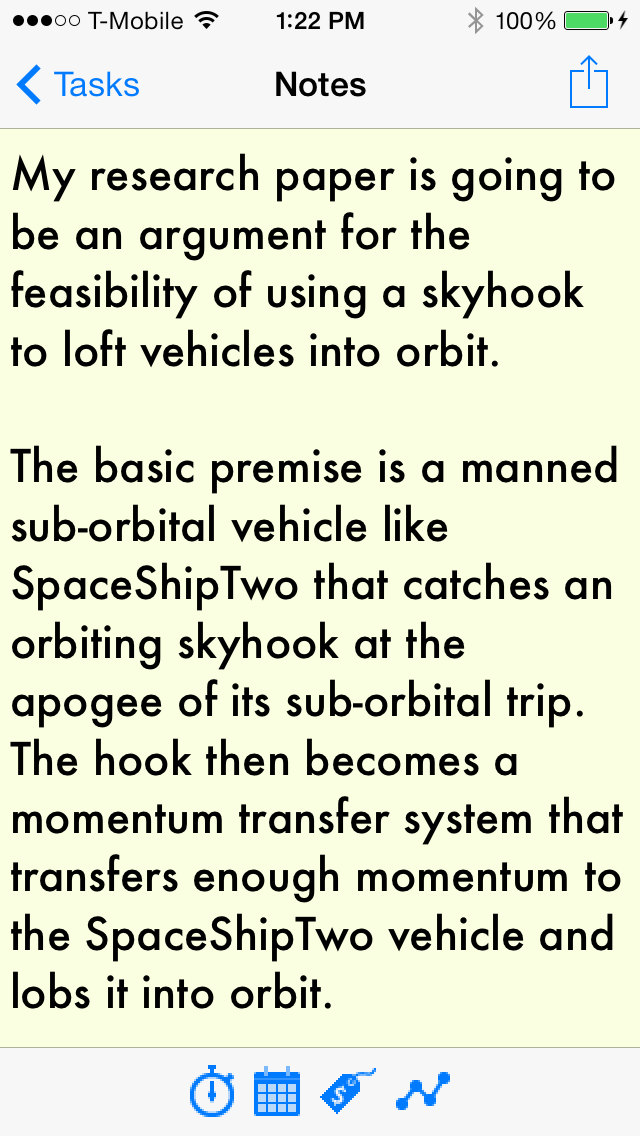 T-Mobile 1:22 PM 100%
Tasks Notes
My research paper is going to
be an argument for the
feasibility of using a skyhook
to loft vehicles into orbit.
The basic premise is a manned
sub-orbital vehicle like
SpaceShipTwo that catches an
orbiting skyhook at the
apogee of its sub-orbital trip.
The hook then becomes a
momentum transfer system that
transfers enough momentum to
the SpaceShipTwo vehicle and
lobs it into orbit.